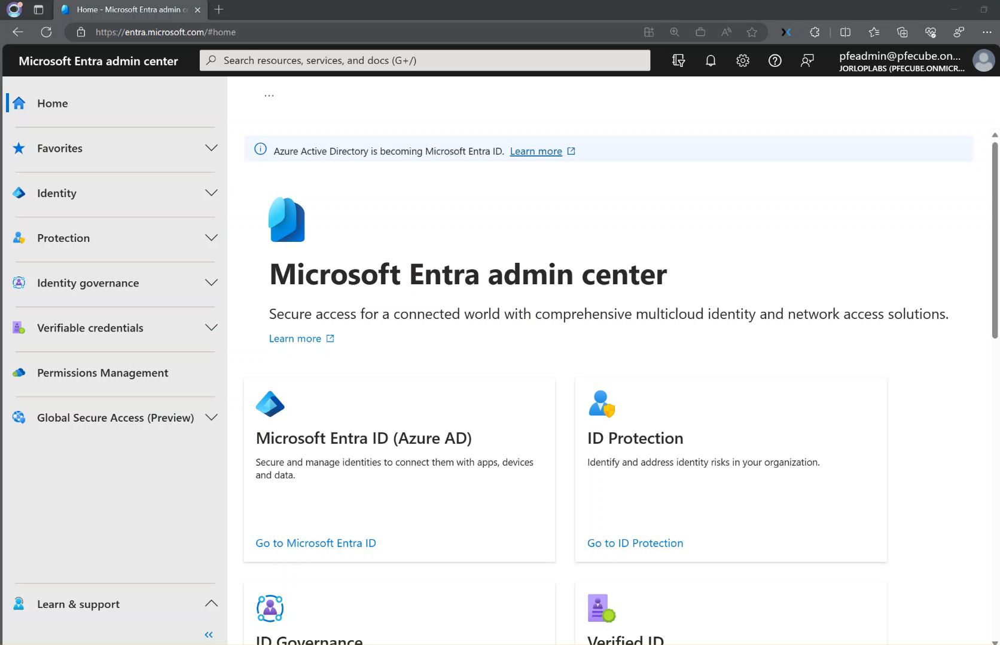 Home - Microsoft Entra admin ce
https://entra.microsoft.com/#home
Microsoft Entra admin center
Search resources, services, and docs (G+/)
pfeadmin@pfecube.on...
JORLOPLABS (PFECUBE.ONMICR...
Home
Favorites
Identity
Protection
Identity governance
Verifiable credentials
Permissions Management
Global Secure Access (Preview)
Learn & support
...
Azure Active Directory is becoming Microsoft Entra ID. Learn more
Microsoft Entra admin center
Secure access for a connected world with comprehensive multicloud identity and network access solutions.
Learn more
Microsoft Entra ID (Azure AD)
Secure and manage identities to connect them with apps, devices
and data.
Go to Microsoft Entra ID
ID Protection
Identify and address identity risks in your organization.
Go to ID Protection
ID Governance
Verified ID